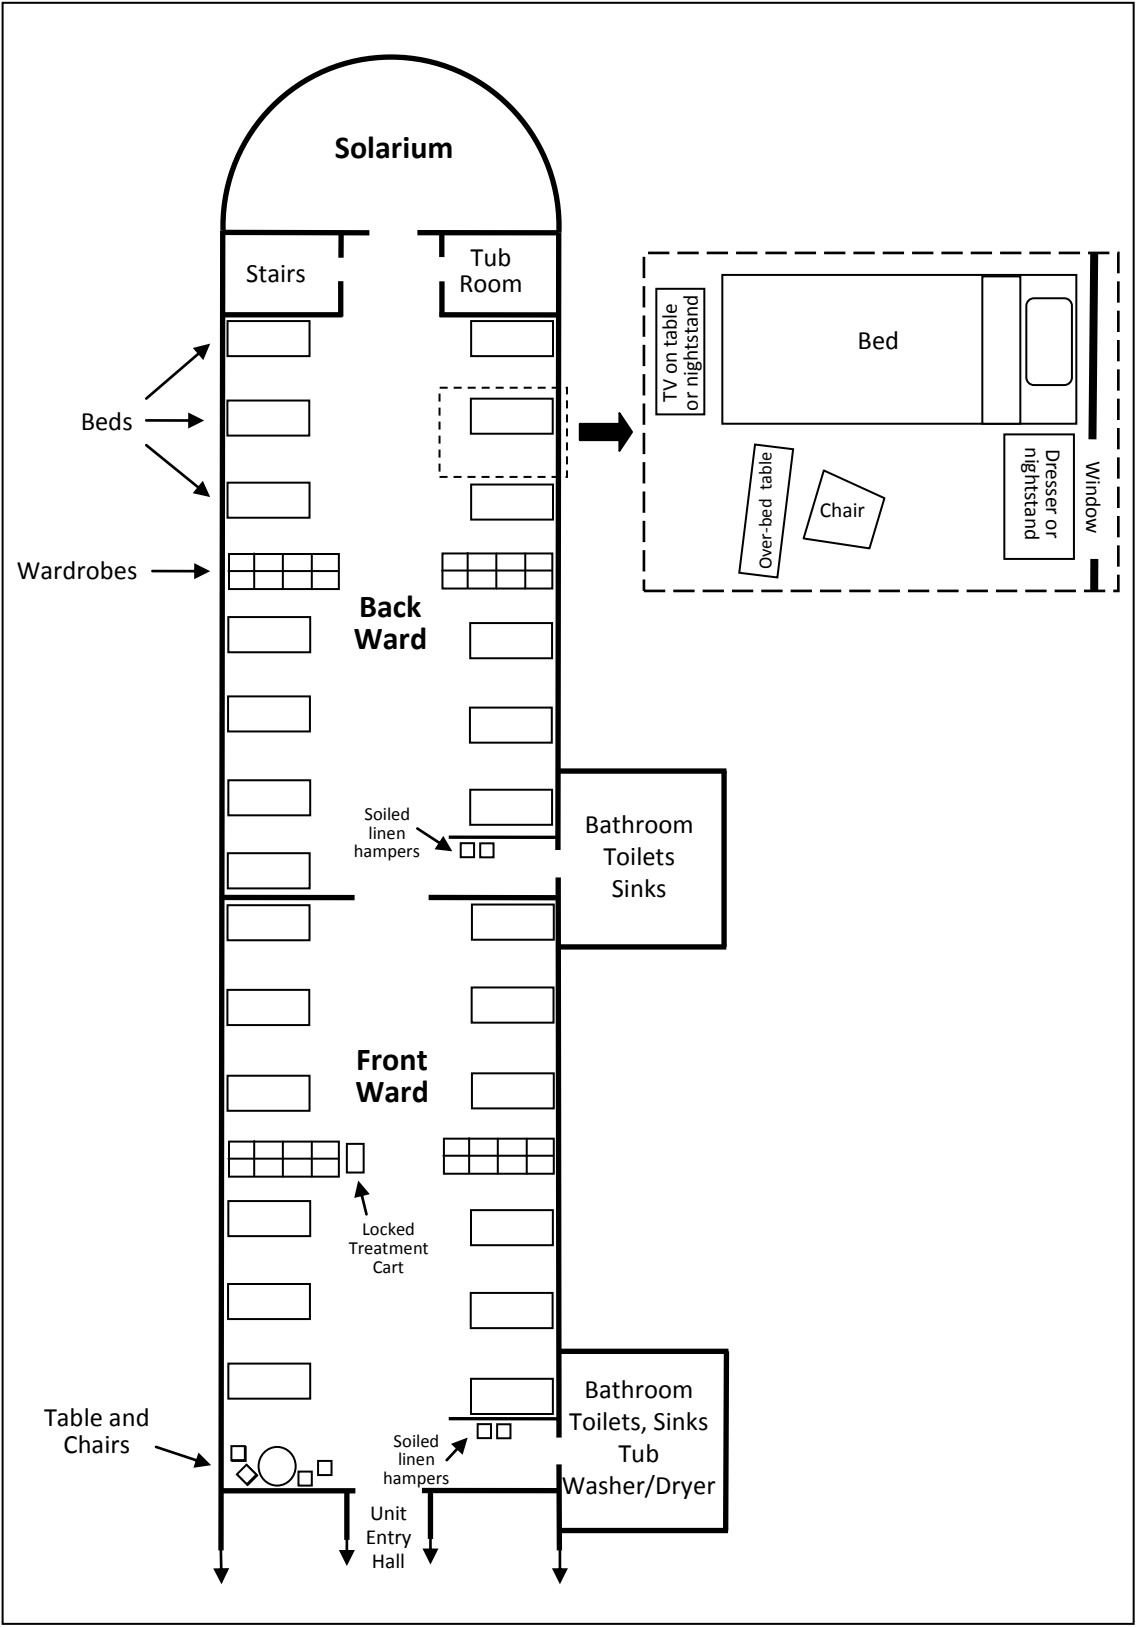 Solarium
Stairs
Tub
Room
Beds
Wardrobes
Back
Ward
Soiled
linen
hampers
Bathroom
Toilets
Sinks
Front
Ward
Locked
Treatment
Cart
Table and
Chairs
Soiled
linen
hampers
Bathroom
Toilets, Sinks
Tub
Washer/Dryer
Unit
Entry
Hall
TV on table
or nightstand
Bed
Over-bed table
Chair
Dresser or
nightstand
Window